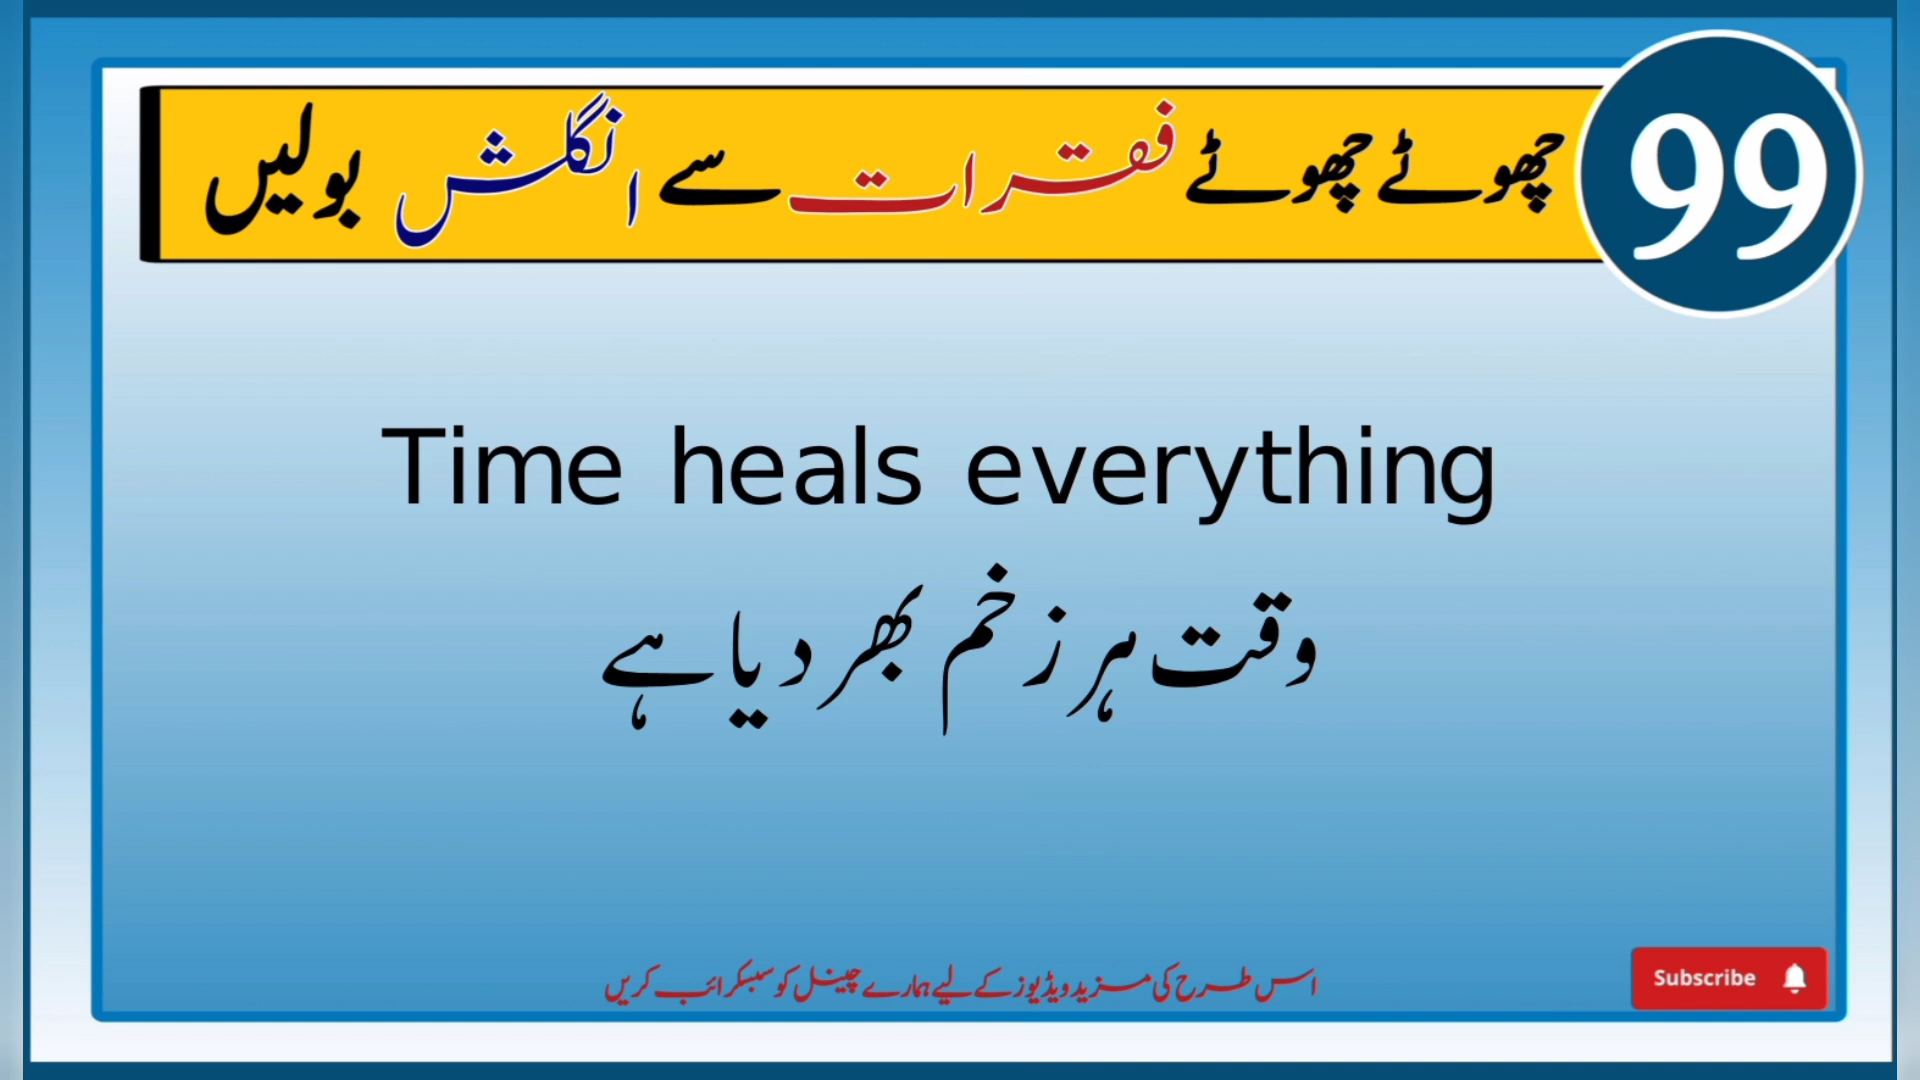 99 چھوٹے چھوٹے فقرات سے انگلش بولیں
Time heals everything
وقت ہر زخم بھر دیا ہے
اس طرح کی مزید ویڈیوز کے لیے ہمارے چینل کو سبسکرائب کریں
Subscribe